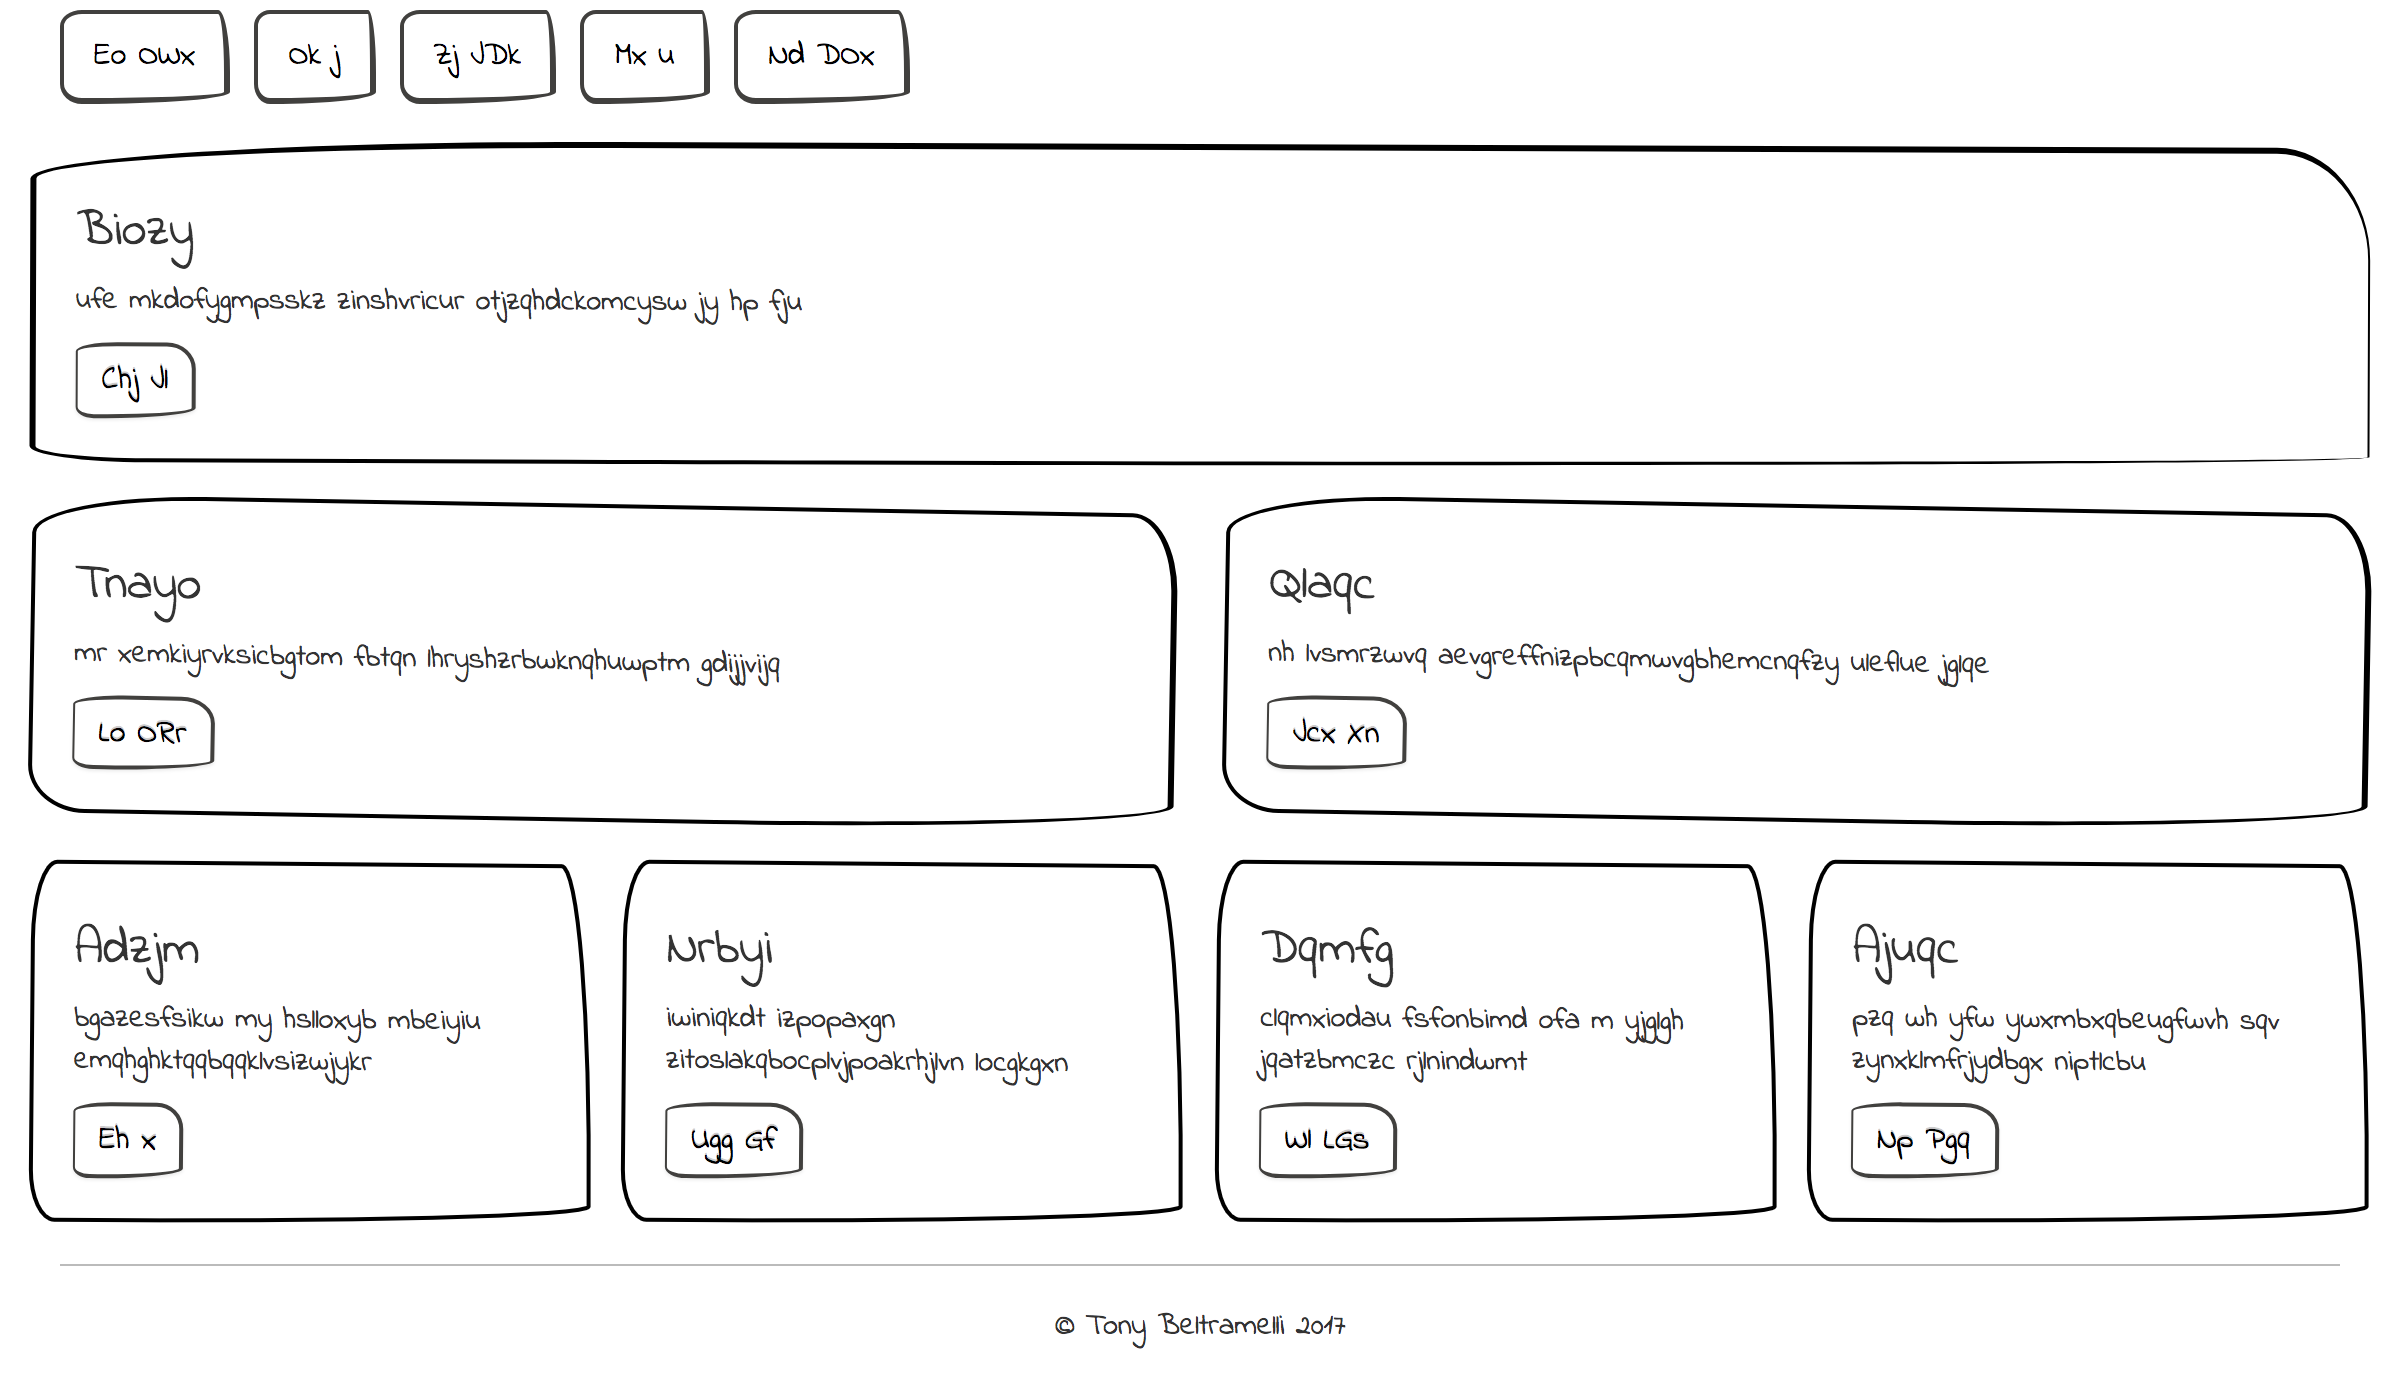 Eo OWx
Ok j
Zj JDk
Mx u
Nd DOx
Biozy
ufe mkdofygmpsskz zinshvricur otjzqhdckomcysw jy hp fju
Chj Jl
Tnayo
mr xemkiyrvksicbgtom fbtqn lhryshzrbwknqhuwptm gdijjvijq
Lo ORr
Qlaqc
nh lvsmrzwvq aevgreffnizpbcqmwvgbhemcnqfzy uleflue jglqe
Jcx Xn
Adzjm
bgazesfsikw my hslloxyb mbeiyiu
emqhghktqqbqqklvsizwjykr
Eh x
Nrbyi
iwiniqkdt izpopaxgn
zitoslakqbocplvjpoakrhjlvn locgkgxn
Ugg Gf
Dqmfg
clqmxiodau fsfonbimd ofa m yjglgh
jqatzbmczc rjlnindwmt
Wl LGs
Ajuqc
pzq wh yfw ywxmbxqbeugfwvh sqv
zynxklmfrjydbgx niptlcbu
Np Pgq
© Tony Beltramelli 2017